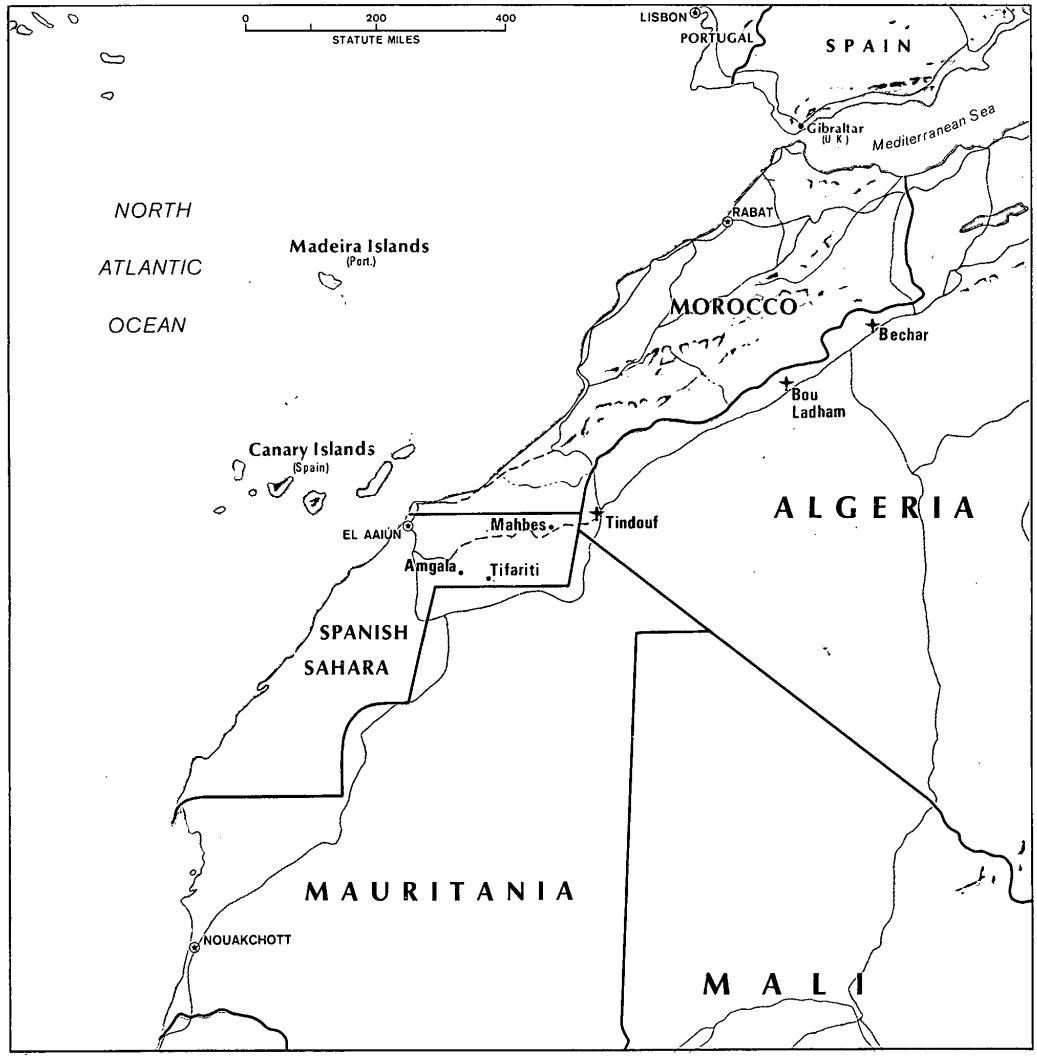 0 200 400
STATUTE MILES
LISBON
PORTUGAL
SPAIN
Gibraltar
(U K)
Mediterranean Sea
NORTH
ATLANTIC
OCEAN
Madeira Islands
(Port.)
RABAT
MOROCCO
Bechar
Bou
Ladham
Canary Islands
(Spain)
ALGERIA
EL AAIÚN
Mahbes
Tindouf
Amgala
Tifariti
SPANISH
SAHARA
MAURITANIA
NOUAKCHOTT
MALI